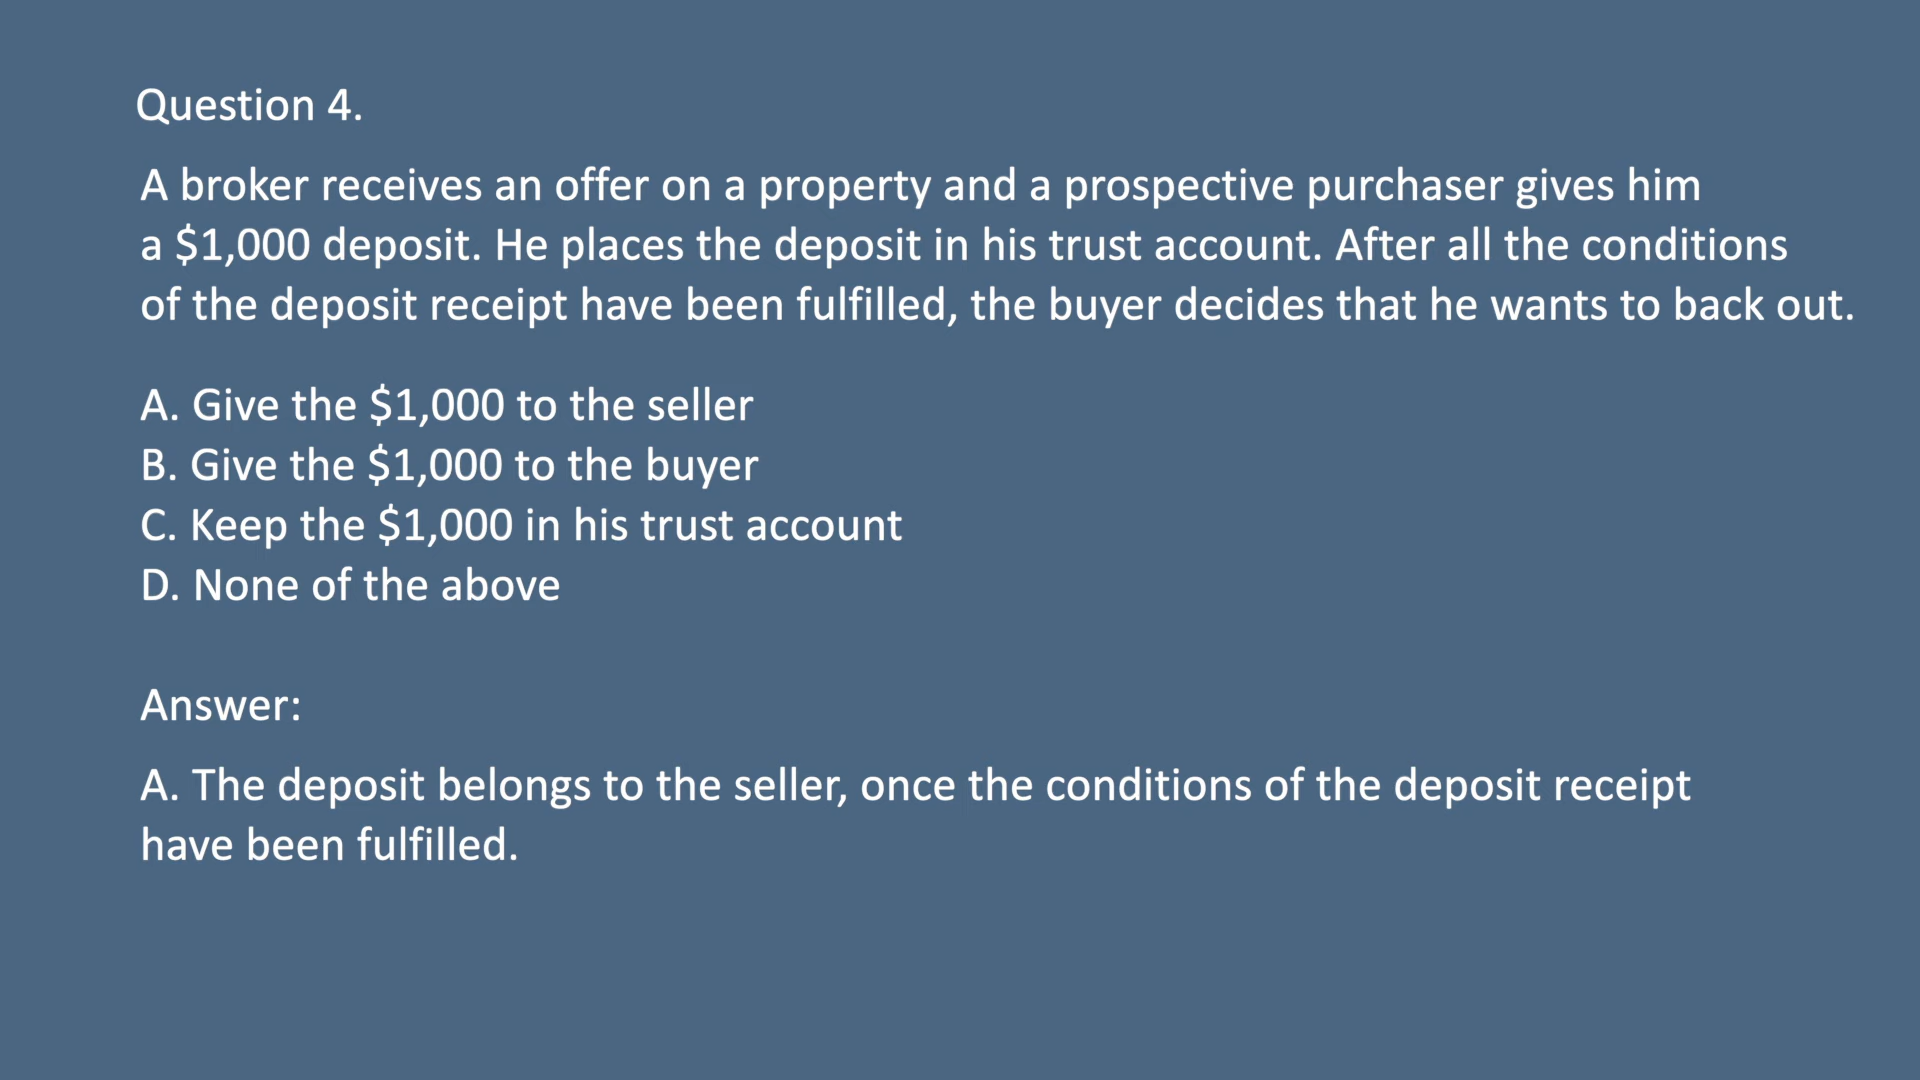 Question 4.
A broker receives an offer on a property and a prospective purchaser gives him
a $1,000 deposit. He places the deposit in his trust account. After all the conditions
of the deposit receipt have been fulfilled, the buyer decides that he wants to back out.
A. Give the $1,000 to the seller
B. Give the $1,000 to the buyer
C. Keep the $1,000 in his trust account
D. None of the above
Answer:
A. The deposit belongs to the seller, once the conditions of the deposit receipt
have been fulfilled.